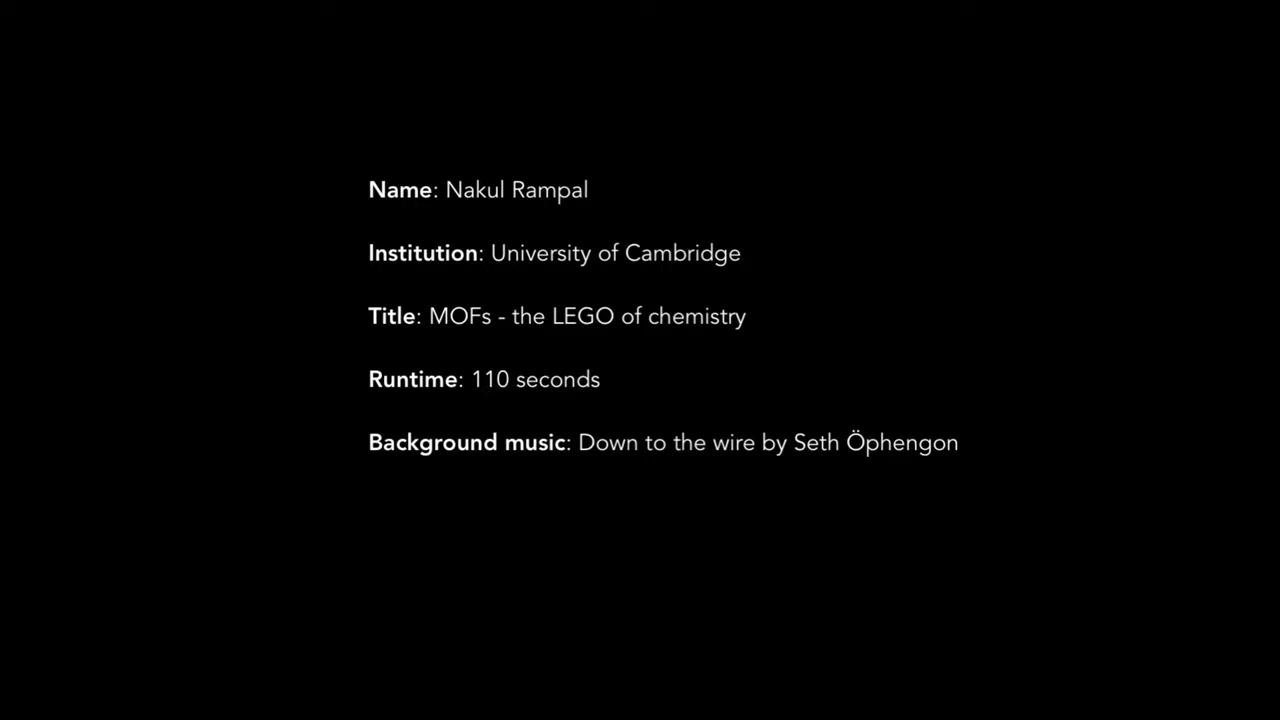 Name: Nakul Rampal
Institution: University of Cambridge
Title: MOFs - the LEGO of chemistry
Runtime: 110 seconds
Background music: Down to the wire by Seth Öphengon